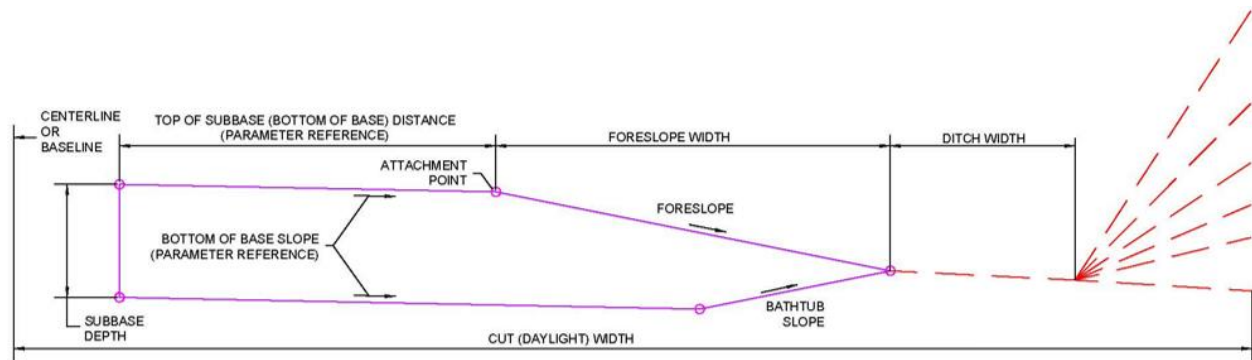 CENTERLINE
OR
BASELINE
TOP OF SUBBASE (BOTTOM OF BASE) DISTANCE
(PARAMETER REFERENCE)
FORESLOPE WIDTH
DITCH WIDTH
ATTACHMENT
POINT
FORESLOPE
BOTTOM OF BASE SLOPE
(PARAMETER REFERENCE)
SUBBASE
DEPTH
BATHTUB
SLOPE
CUT (DAYLIGHT) WIDTH